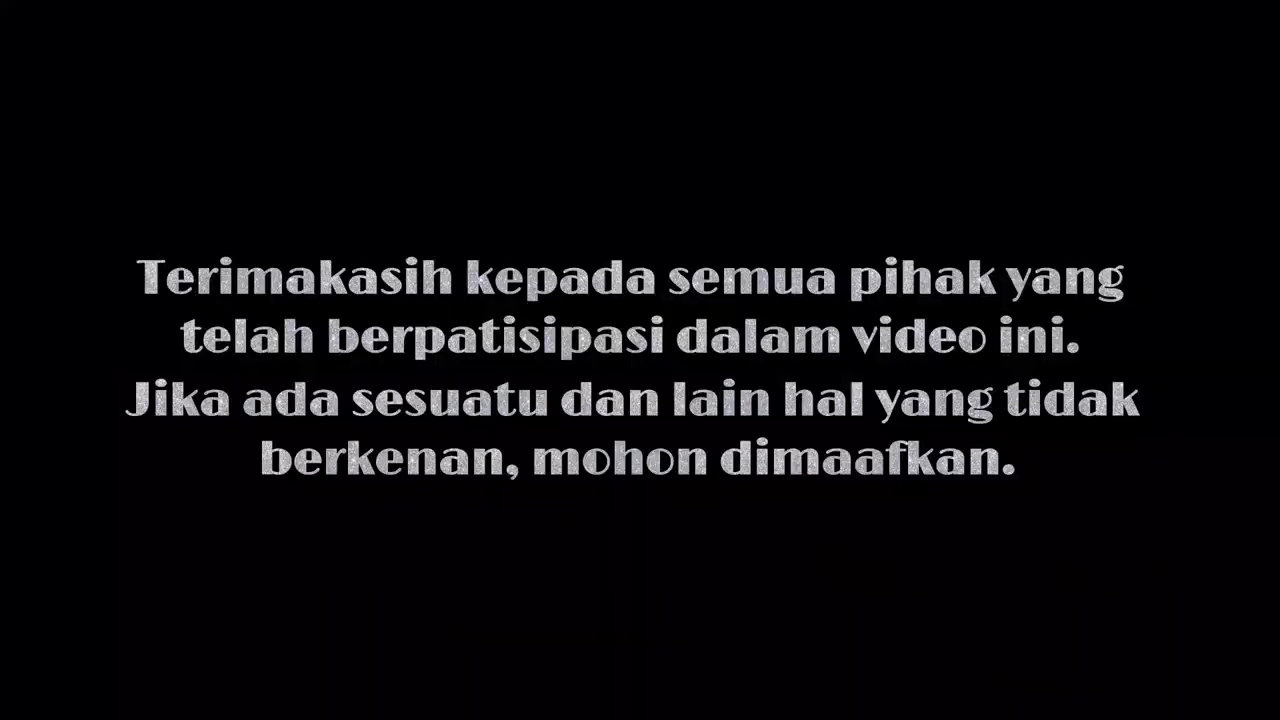 Terimakasih kepada semua pihak yang
telah berpatisipasi dalam video ini.
Jika ada sesuatu dan lain hal yang tidak
berkenan, mohon dimaafkan.